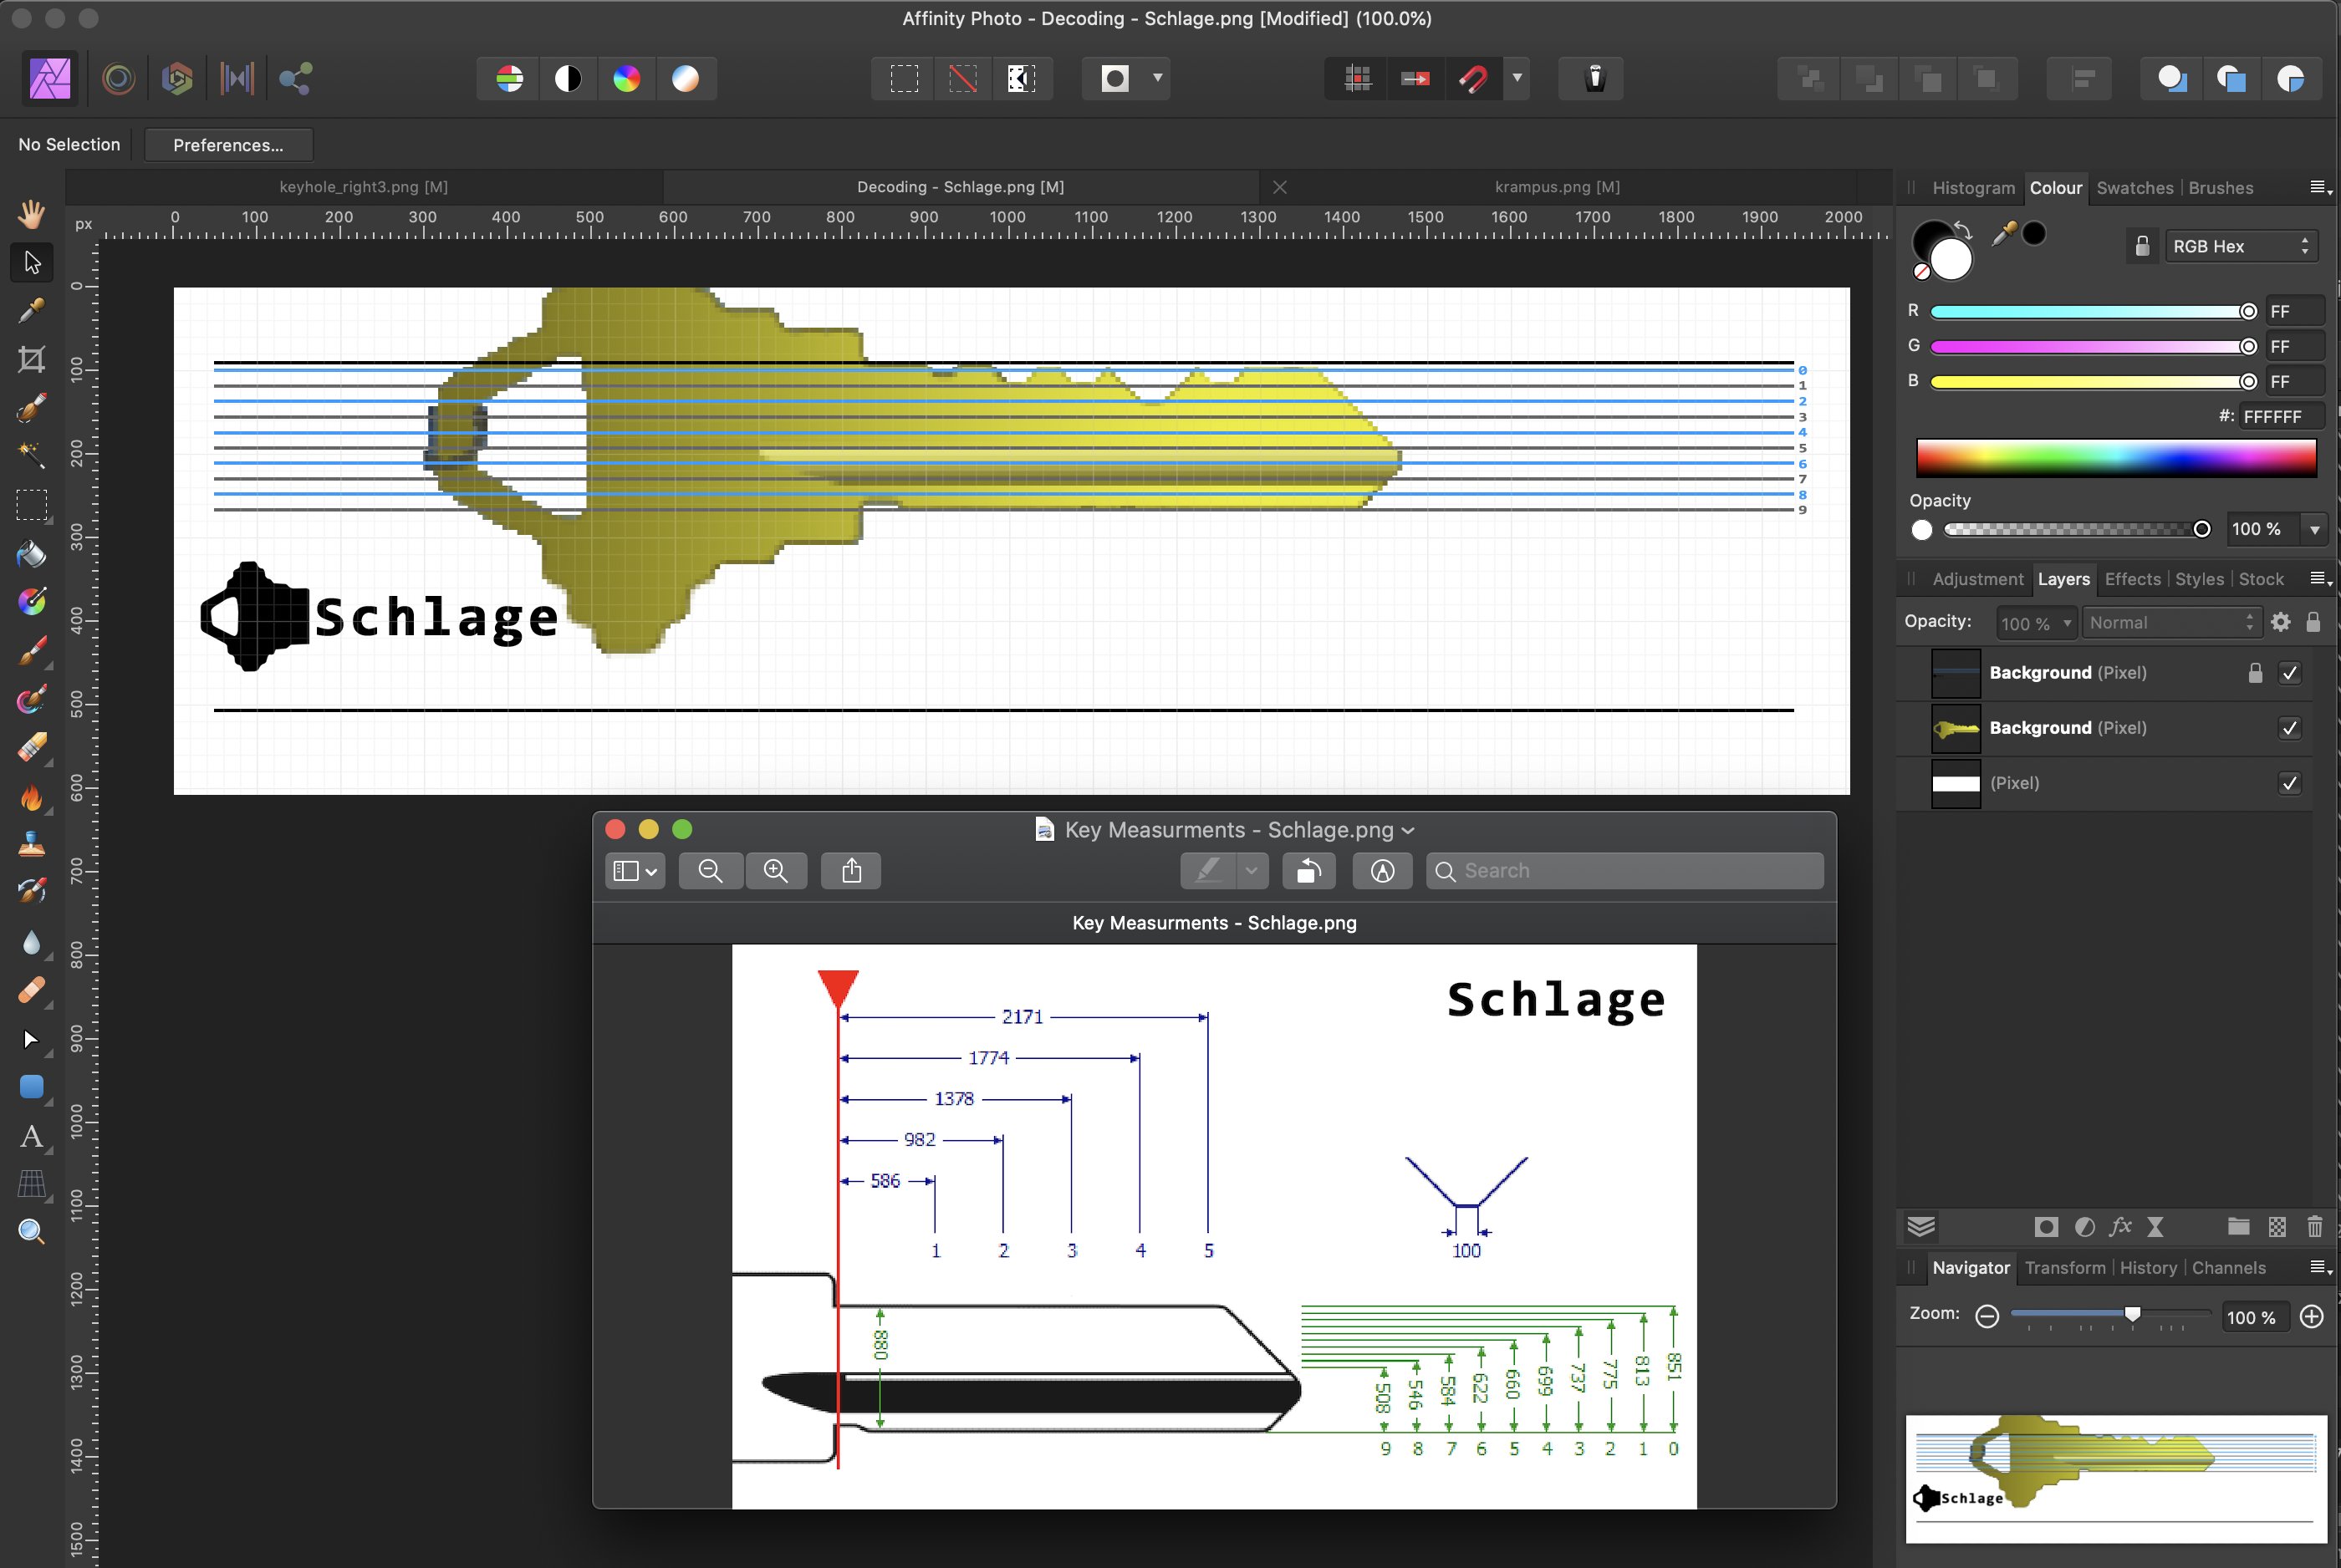 Affinity Photo - Decoding - Schlage.png [Modified] (100.0%)
No Selection
Preferences...
keyhole_right3.png [M]
Decoding - Schlage.png [M]
krampus.png [M]
px
0 100 200 300 400 500 600 700 800 900 1000 1100 1200 1300 1400 1500 1600 1700 1800 1900 2000
0
100
200
300
400
500
600
700
800
900
1000
1100
1200
1300
1400
1500
0
1
2
3
4
5
6
7
8
9
Schlage
Key Measurments - Schlage.png
Search
Key Measurments - Schlage.png
Schlage
2171
1774
1378
982
586
1 2 3 4 5
100
880
508 546 584 622 660 699 737 775 813 851
9 8 7 6 5 4 3 2 1 0
Histogram Colour Swatches Brushes
RGB Hex
R FF
G FF
B FF
#: FFFFFF
Opacity
100 %
Adjustment Layers Effects Styles Stock
Opacity: 100 % Normal
Background (Pixel)
Background (Pixel)
(Pixel)
fx
Navigator Transform History Channels
Zoom: 100 %
Schlage